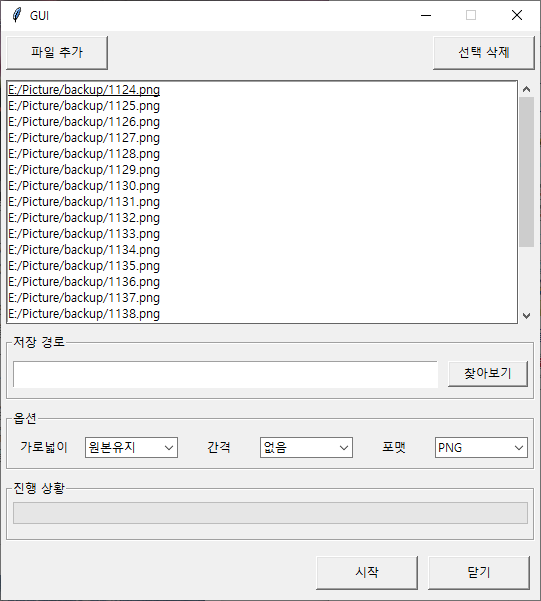 GUI
파일 추가
선택 삭제
E:/Picture/backup/1124.png
E:/Picture/backup/1125.png
E:/Picture/backup/1126.png
E:/Picture/backup/1127.png
E:/Picture/backup/1128.png
E:/Picture/backup/1129.png
E:/Picture/backup/1130.png
E:/Picture/backup/1131.png
E:/Picture/backup/1132.png
E:/Picture/backup/1133.png
E:/Picture/backup/1134.png
E:/Picture/backup/1135.png
E:/Picture/backup/1136.png
E:/Picture/backup/1137.png
E:/Picture/backup/1138.png
저장 경로
찾아보기
옵션
가로넓이 원본유지 간격 없음 포맷 PNG
진행 상황
시작 닫기